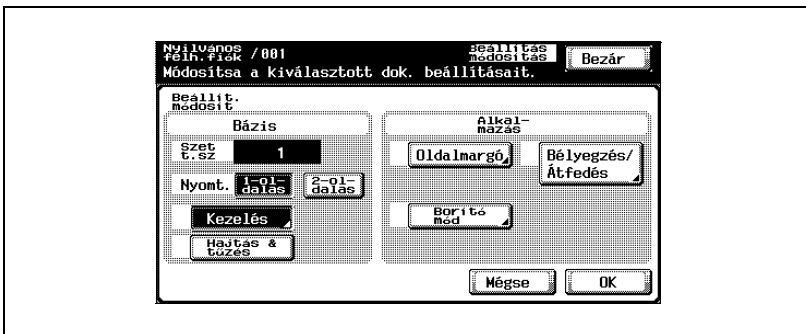 Nyilvános
félh.fiók /001
Beállítás
módosítás
Bezár
Módosítsa a kiválasztott dok. beállításait.
Beállít.
módosít
Bázis
Szet
t.sz 1
Nyomt. 1-ol-
dalas 2-ol-
dalas
Kezelés
Hajtás &
tűzés
Alkal-
mazás
Oldalmargó
Bélyegzés/
Átfedés
Borító
mód
Mégse
OK